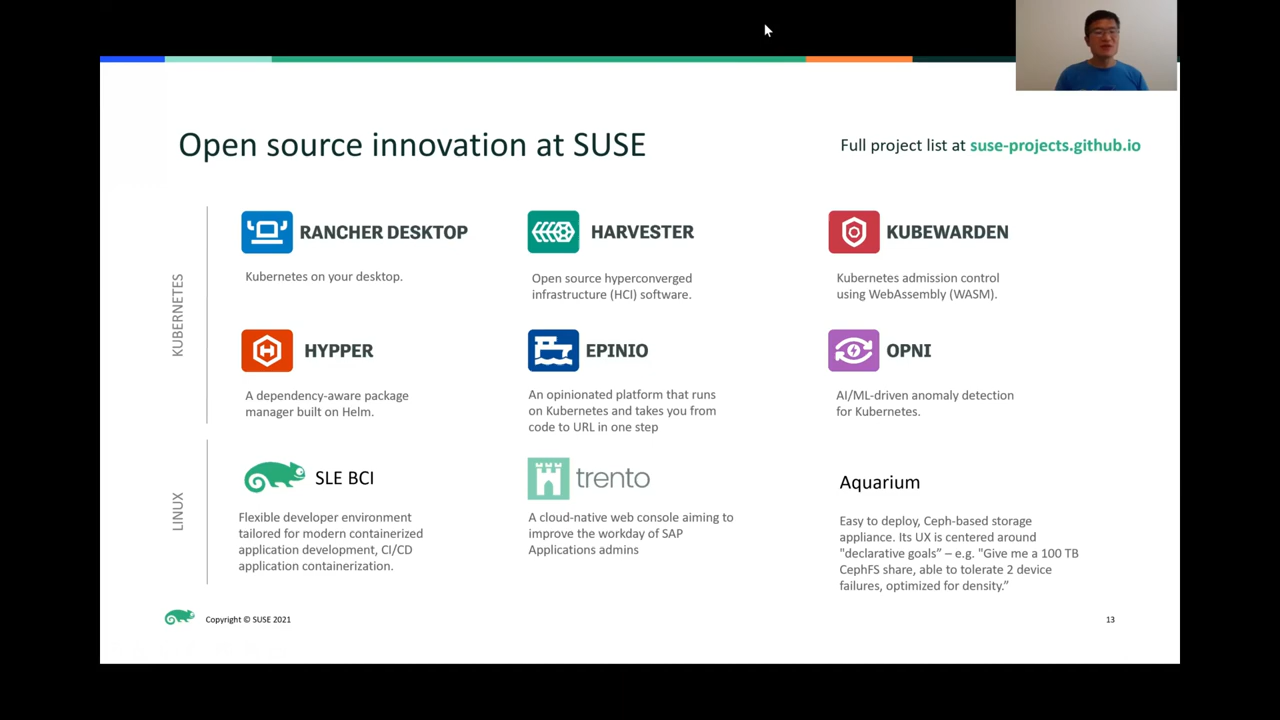 Open source innovation at SUSE
Full project list at suse-projects.github.io
KUBERNETES
RANCHER DESKTOP
Kubernetes on your desktop.
HARVESTER
Open source hyperconverged
infrastructure (HCI) software.
KUBEWARDEN
Kubernetes admission control
using WebAssembly (WASM).
HYPPER
A dependency-aware package
manager built on Helm.
EPINIO
An opinionated platform that runs
on Kubernetes and takes you from
code to URL in one step
OPNI
AI/ML-driven anomaly detection
for Kubernetes.
LINUX
SLE BCI
Flexible developer environment
tailored for modern containerized
application development, CI/CD
application containerization.
trento
A cloud-native web console aiming to
improve the workday of SAP
Applications admins
Aquarium
Easy to deploy, Ceph-based storage
appliance. Its UX is centered around
"declarative goals” – e.g. "Give me a 100 TB
CephFS share, able to tolerate 2 device
failures, optimized for density.”
Copyright © SUSE 2021
13